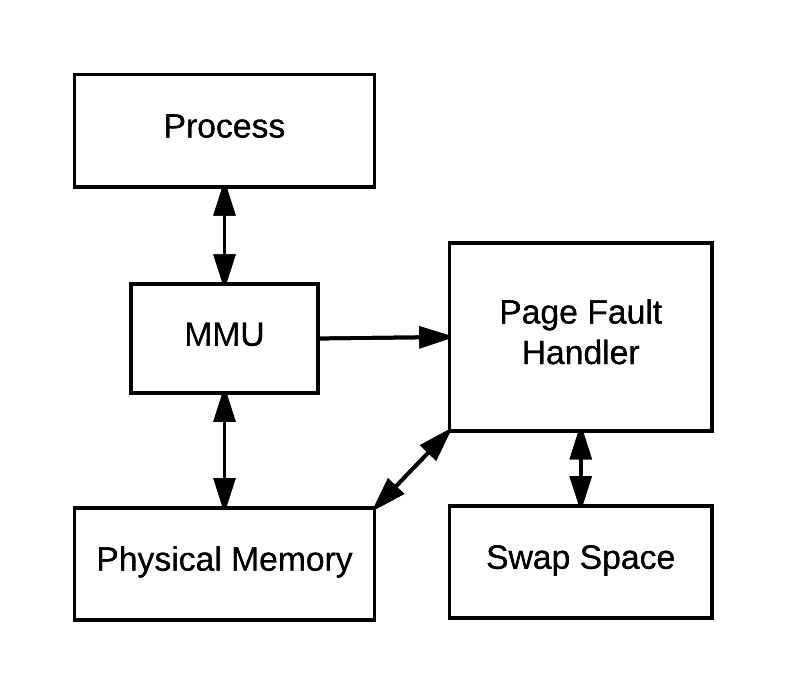 Process
MMU
Page Fault
Handler
Physical Memory
Swap Space